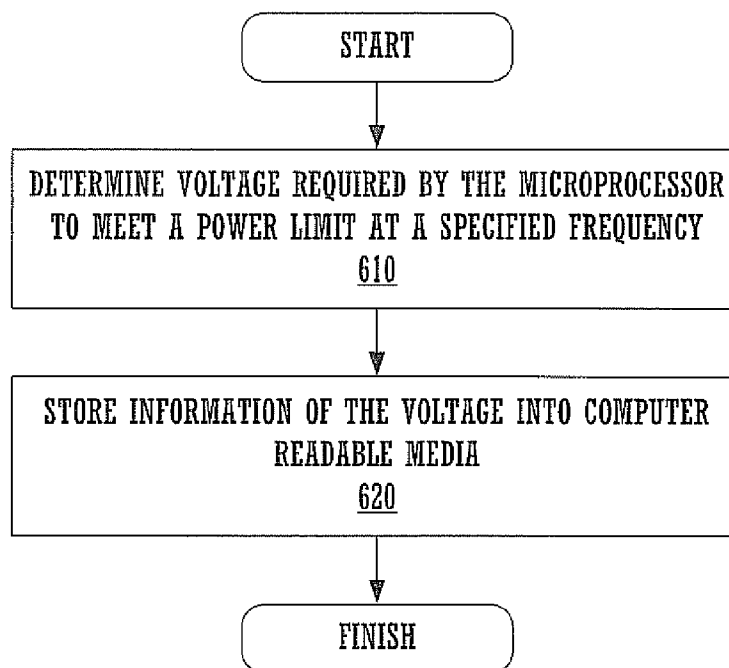 START
DETERMINE VOLTAGE REQUIRED BY THE MICROPROCESSOR
TO MEET A POWER LIMIT AT A SPECIFIED FREQUENCY
610
STORE INFORMATION OF THE VOLTAGE INTO COMPUTER
READABLE MEDIA
620
FINISH